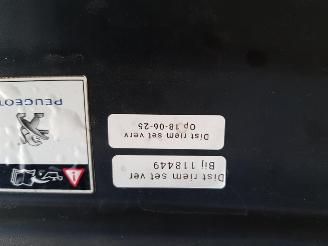 Dist riem set ver
Bij 118449
Dist riem set verv
Op 18-06-25
PEUGEOT